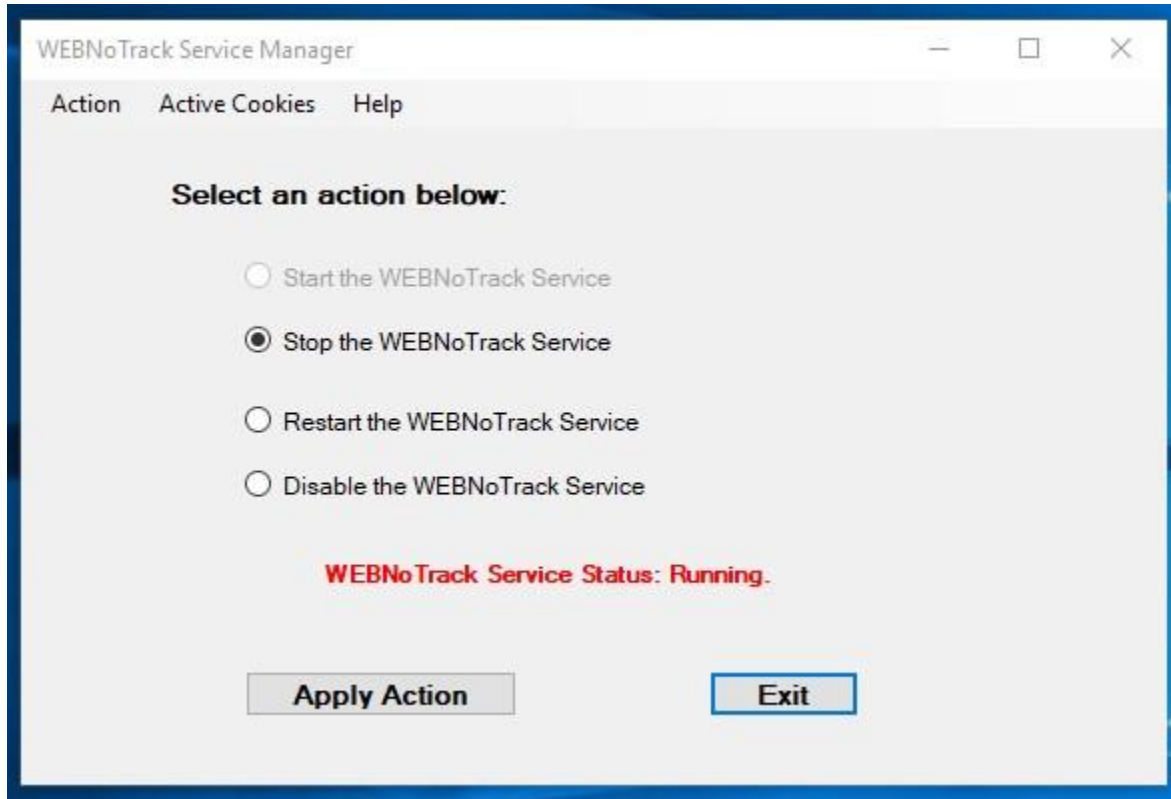 WEBNoTrack Service Manager
Action Active Cookies Help
Select an action below:
Start the WEBNoTrack Service
Stop the WEBNoTrack Service
Restart the WEBNoTrack Service
Disable the WEBNoTrack Service
WEBNoTrack Service Status: Running.
Apply Action Exit